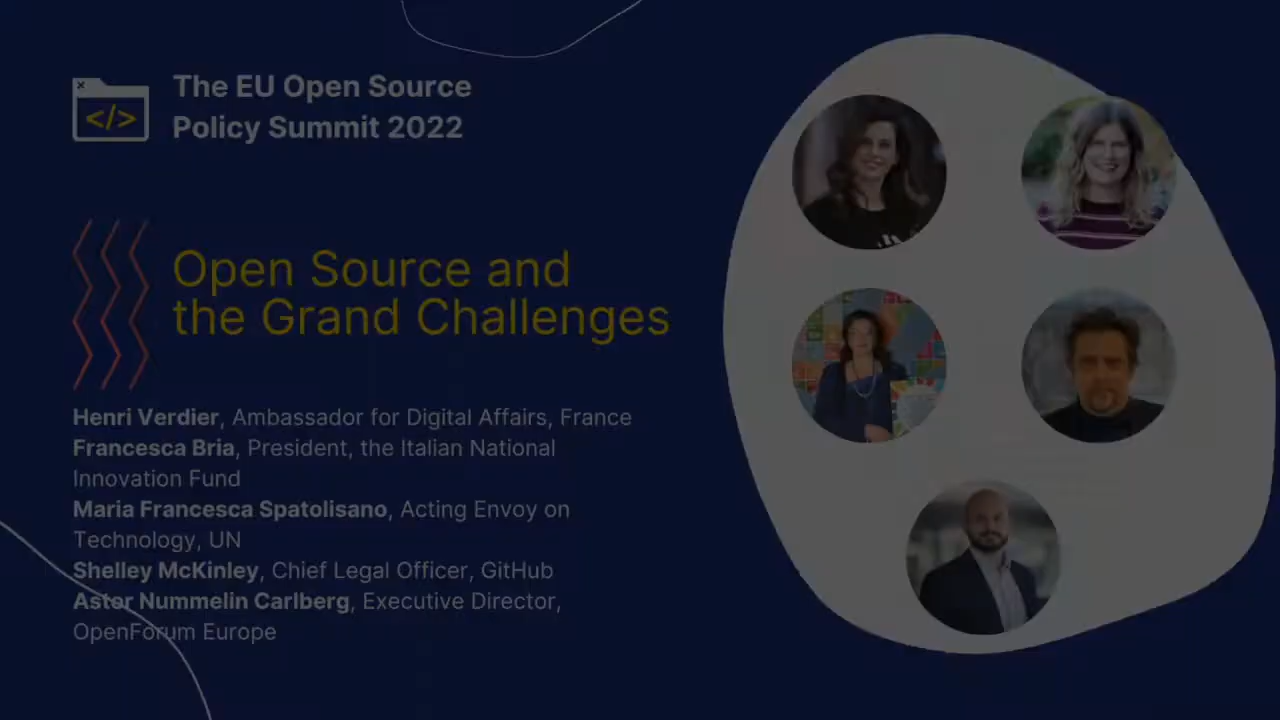 The EU Open Source
Policy Summit 2022
</>
Open Source and
the Grand Challenges
Henri Verdier, Ambassador for Digital Affairs, France
Francesca Bria, President, the Italian National
Innovation Fund
Maria Francesca Spatolisano, Acting Envoy on
Technology, UN
Shelley McKinley, Chief Legal Officer, GitHub
Astor Nummelin Carlberg, Executive Director,
OpenForum Europe